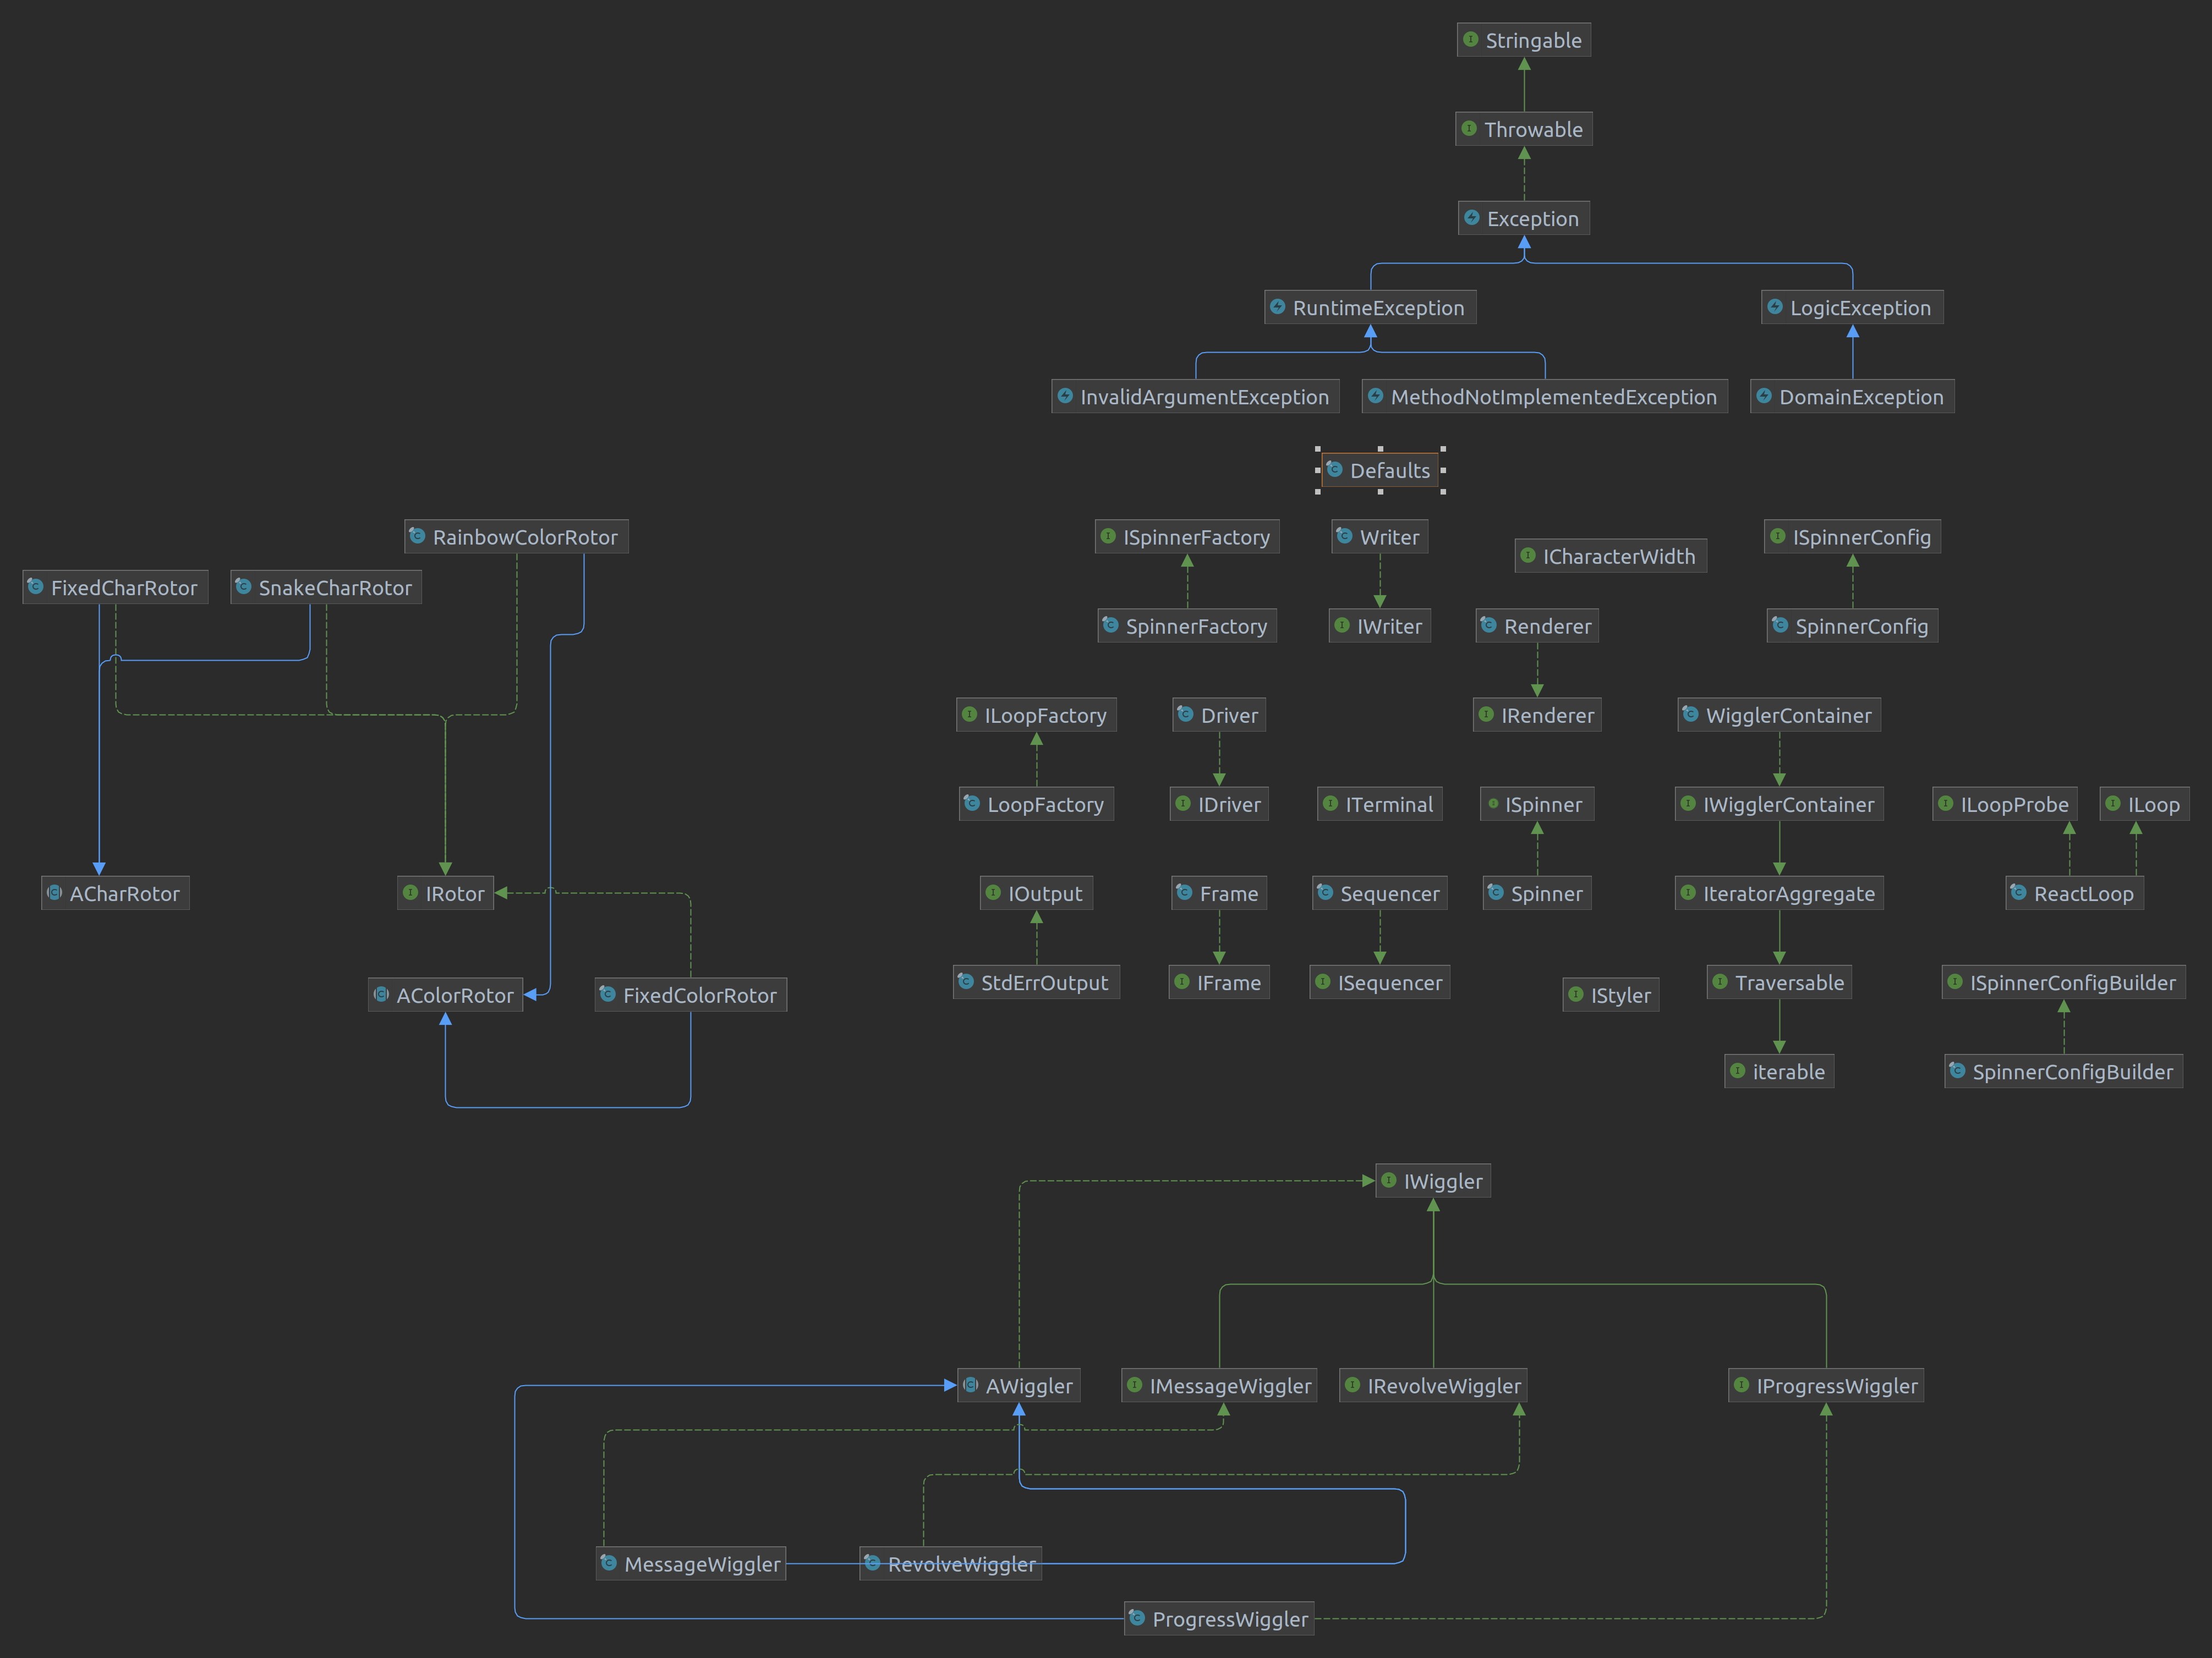 Stringable
Throwable
Exception
RuntimeException
LogicException
InvalidArgumentException
MethodNotImplementedException
DomainException
Defaults
RainbowColorRotor
ISpinnerFactory
Writer
ICharacterWidth
ISpinnerConfig
FixedCharRotor
SnakeCharRotor
SpinnerFactory
IWriter
Renderer
SpinnerConfig
ILoopFactory
Driver
IRenderer
WigglerContainer
LoopFactory
IDriver
ITerminal
ISpinner
IWigglerContainer
ILoopProbe
ILoop
ACharRotor
IRotor
IOutput
Frame
Sequencer
Spinner
IteratorAggregate
ReactLoop
AColorRotor
FixedColorRotor
StdErrOutput
IFrame
ISequencer
IStyler
Traversable
ISpinnerConfigBuilder
iterable
SpinnerConfigBuilder
IWiggler
AWiggler
IMessageWiggler
IRevolveWiggler
IProgressWiggler
MessageWiggler
RevolveWiggler
ProgressWiggler